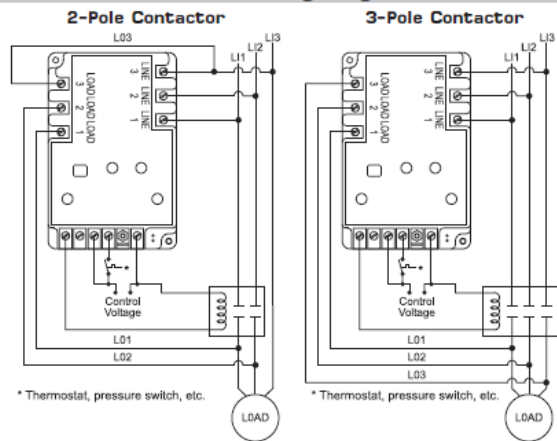 2-Pole Contactor
L03
LI1
LI2
LI3
LOAD LOAD LOAD
3
2
1
LINE
3
LINE
2
LINE
1
*
Control
Voltage
L01
L02
* Thermostat, pressure switch, etc.
LOAD
3-Pole Contactor
LI1
LI2
LI3
LOAD LOAD LOAD
3
2
1
LINE
3
LINE
2
LINE
1
*
Control
Voltage
L01
L02
L03
* Thermostat, pressure switch, etc.
LOAD